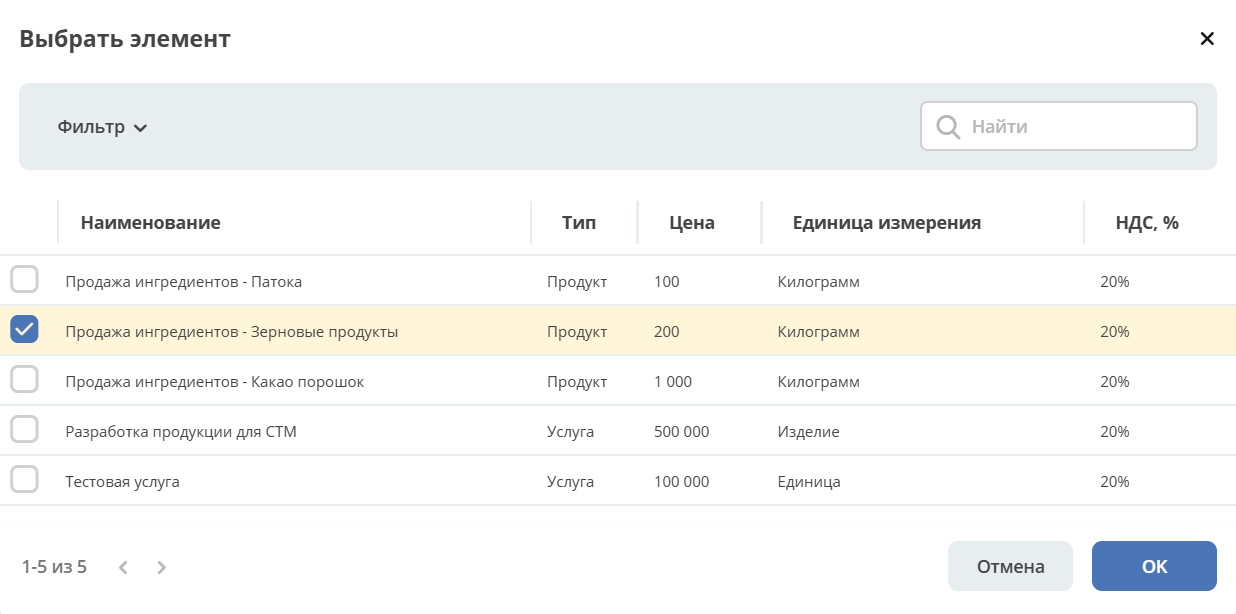 Выбрать элемент
Фильтр
Найти
Наименование Тип Цена Единица измерения НДС, %
Продажа ингредиентов - Патока Продукт 100 Килограмм 20%
Продажа ингредиентов - Зерновые продукты Продукт 200 Килограмм 20%
Продажа ингредиентов - Какао порошок Продукт 1 000 Килограмм 20%
Разработка продукции для СТМ Услуга 500 000 Изделие 20%
Тестовая услуга Услуга 100 000 Единица 20%
1-5 из 5
Отмена
ОК